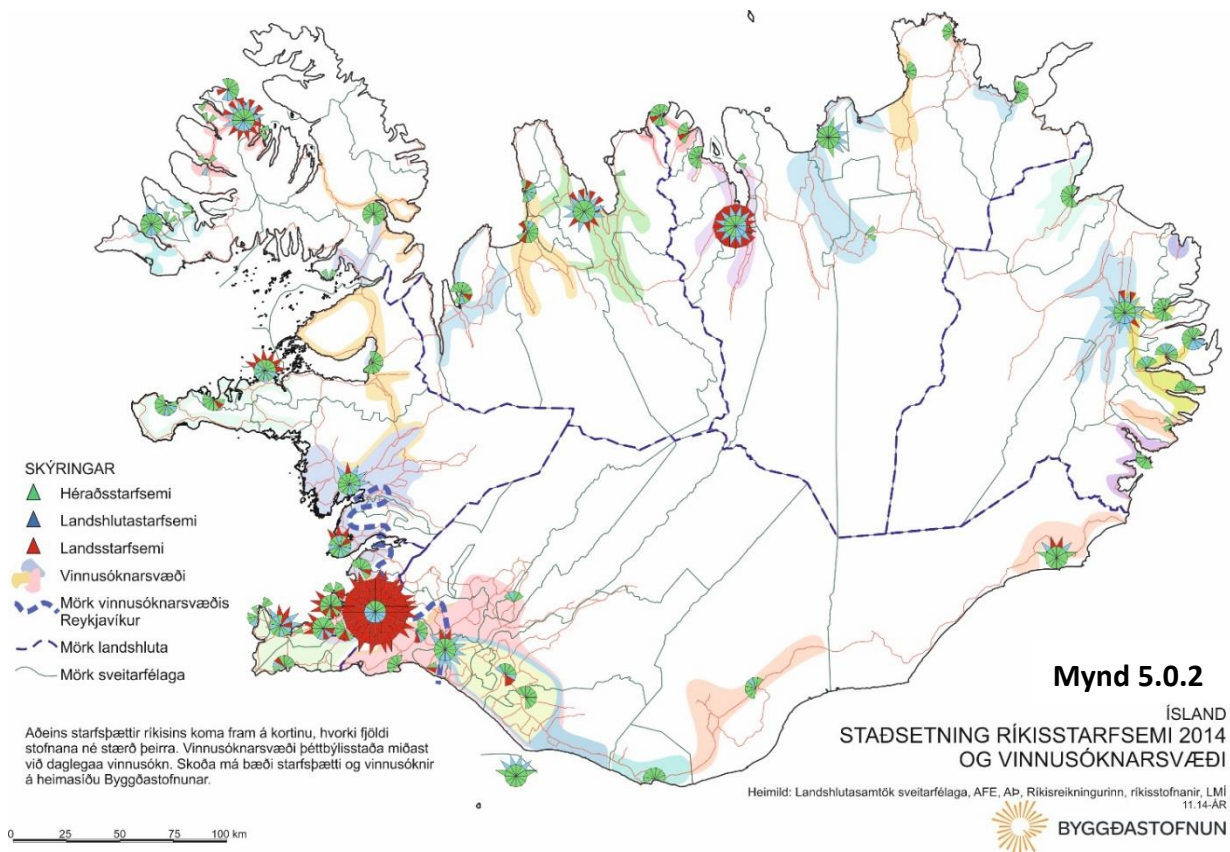 SKÝRINGAR
Héraðsstarfsemi
Landshlutastarfsemi
Landsstarfsemi
Vinnusóknarsvæði
Mörk vinnusóknarsvæðis
Reykjavíkur
Mörk landshluta
Mörk sveitarfélaga
Aðeins starfsþættir ríkisins koma fram á kortinu, hvorki fjöldi
stofnana né stærð þeirra. Vinnusóknarsvæði þéttbýlisstaða miðast
við daglegaa vinnusókn. Skoða má bæði starfsþætti og vinnusóknir
á heimasíðu Byggðastofnunar.
0 25 50 75 100 km
Mynd 5.0.2
ÍSLAND
STAÐSETNING RÍKISSTARFSEMI 2014
OG VINNUSÓKNARSVÆÐI
Heimild: Landshlutasamtök sveitarfélaga, AFE, AÞ, Ríkisreikningurinn, ríkisstofnanir, LMÍ
11.14-ÁR
BYGGÐASTOFNUN